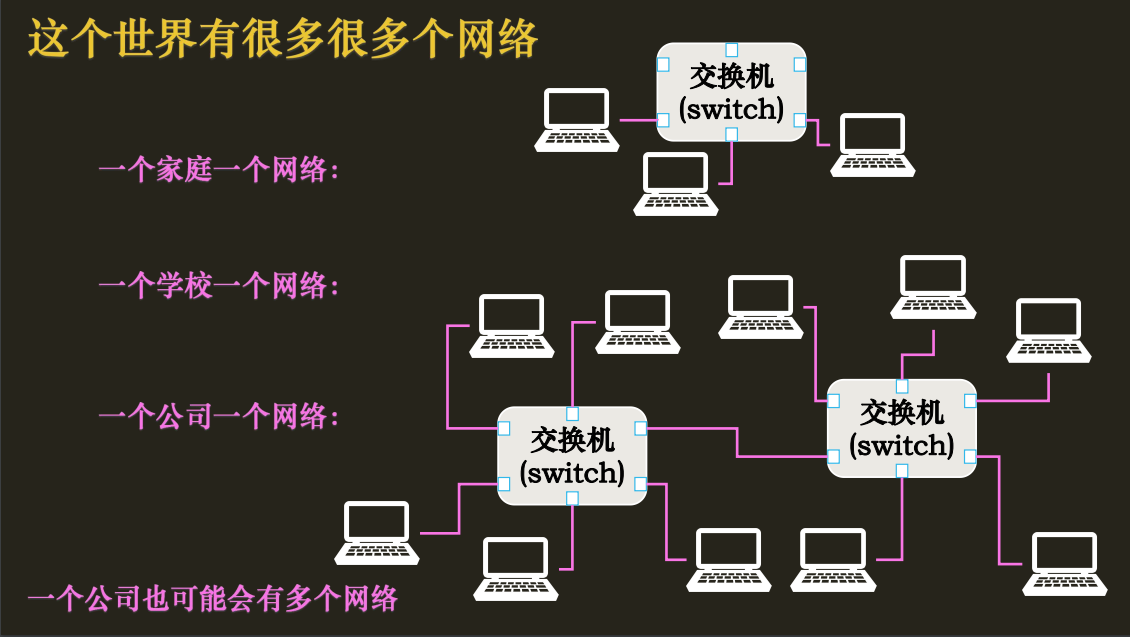 这个世界有很多很多个网络
交换机
(switch)
一个家庭一个网络：
一个学校一个网络：
一个公司一个网络：
交换机
(switch)
交换机
(switch)
一个公司也可能会有多个网络